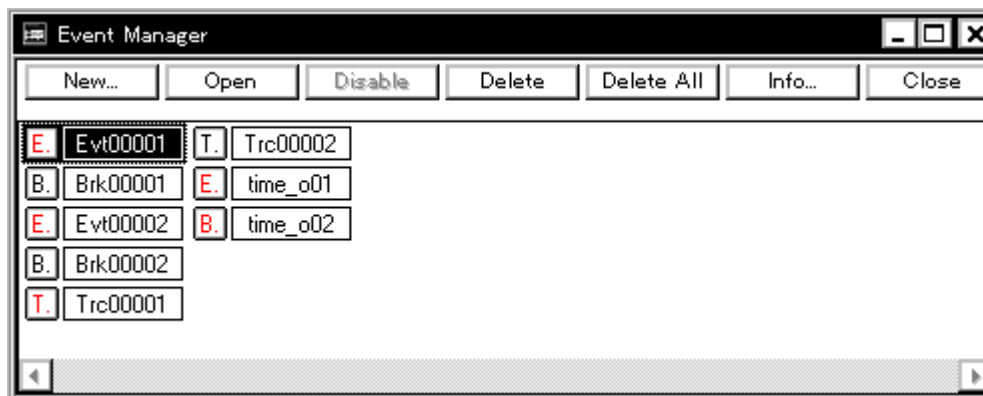 Event Manager
New... Open Disable Delete Delete All Info... Close
E. Evt00001 T. Trc00002
B. Brk00001 E. time_o01
E. Evt00002 B. time_o02
B. Brk00002
T. Trc00001